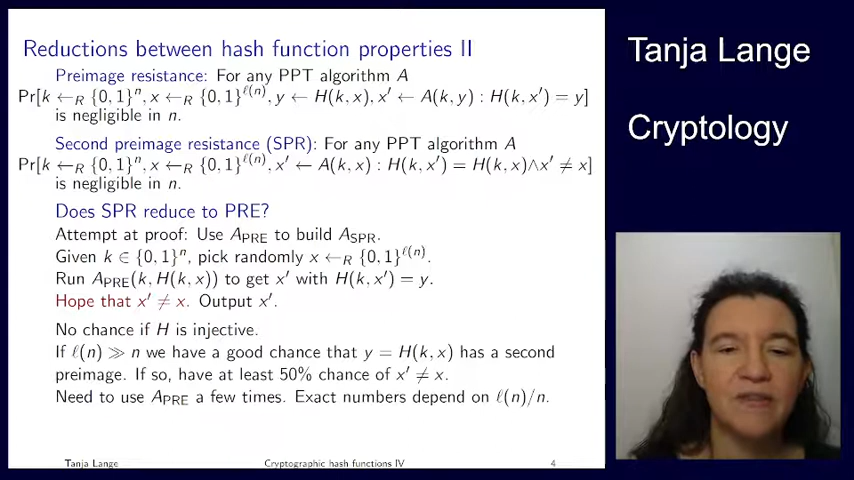 Reductions between hash function properties II
Preimage resistance: For any PPT algorithm A
Pr[k ←_R {0, 1}^n, x ←_R {0, 1}^ℓ(n), y ← H(k, x), x′ ← A(k, y) : H(k, x′) = y]
is negligible in n.
Second preimage resistance (SPR): For any PPT algorithm A
Pr[k ←_R {0, 1}^n, x ←_R {0, 1}^ℓ(n), x′ ← A(k, x) : H(k, x′) = H(k, x)∧x′ ≠ x]
is negligible in n.
Does SPR reduce to PRE?
Attempt at proof: Use A_PRE to build A_SPR.
Given k ∈ {0, 1}^n, pick randomly x ←_R {0, 1}^ℓ(n).
Run A_PRE(k, H(k, x)) to get x′ with H(k, x′) = y.
Hope that x′ ≠ x. Output x′.
No chance if H is injective.
If ℓ(n) ≫ n we have a good chance that y = H(k, x) has a second
preimage. If so, have at least 50% chance of x′ ≠ x.
Need to use A_PRE a few times. Exact numbers depend on ℓ(n)/n.
Tanja Lange
Cryptographic hash functions IV
4
Tanja Lange
Cryptology